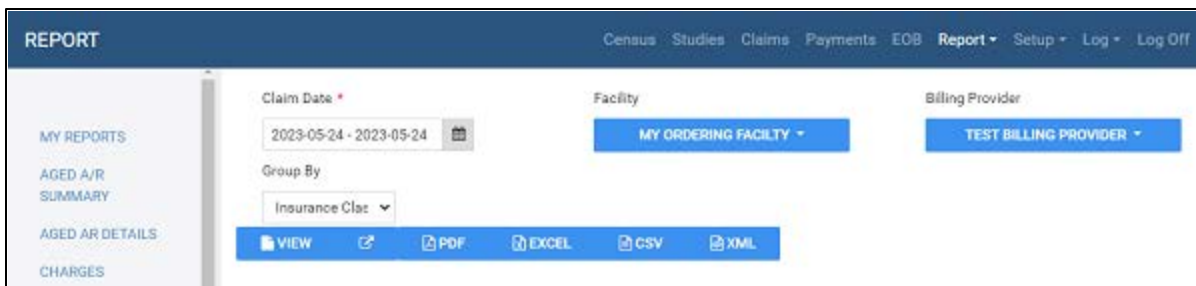 REPORT Census Studies Claims Payments EOB Report Setup Log Log Off
MY REPORTS
AGED A/R
SUMMARY
AGED AR DETAILS
CHARGES
Claim Date * Facility Billing Provider
2023-05-24 - 2023-05-24 MY ORDERING FACILTY TEST BILLING PROVIDER
Group By
Insurance Clas
VIEW PDF EXCEL CSV XML